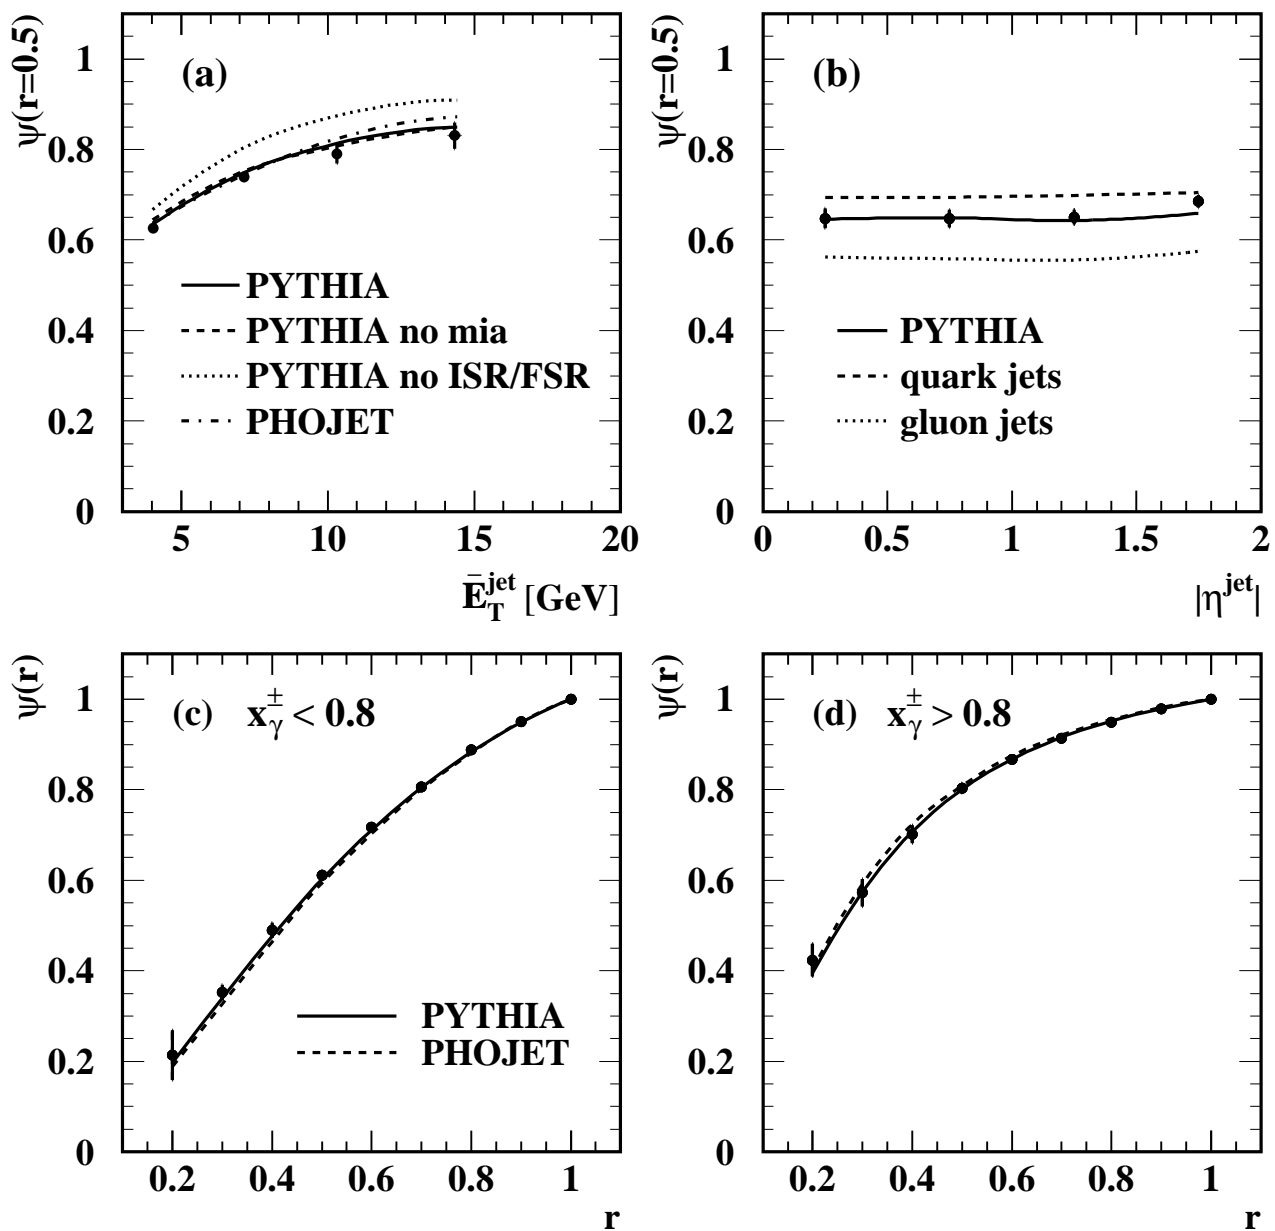 ψ(r=0.5)
(a)
1
0.8
0.6
0.4
0.2
0
PYTHIA
PYTHIA no mia
PYTHIA no ISR/FSR
PHOJET
5 10 15 20
Ē_T^jet [GeV]
ψ(r=0.5)
(b)
1
0.8
0.6
0.4
0.2
0
PYTHIA
quark jets
gluon jets
0 0.5 1 1.5 2
|η^jet|
ψ(r)
(c) x_γ^± < 0.8
1
0.8
0.6
0.4
0.2
0
PYTHIA
PHOJET
0.2 0.4 0.6 0.8 1
r
ψ(r)
(d) x_γ^± > 0.8
1
0.8
0.6
0.4
0.2
0
0.2 0.4 0.6 0.8 1
r